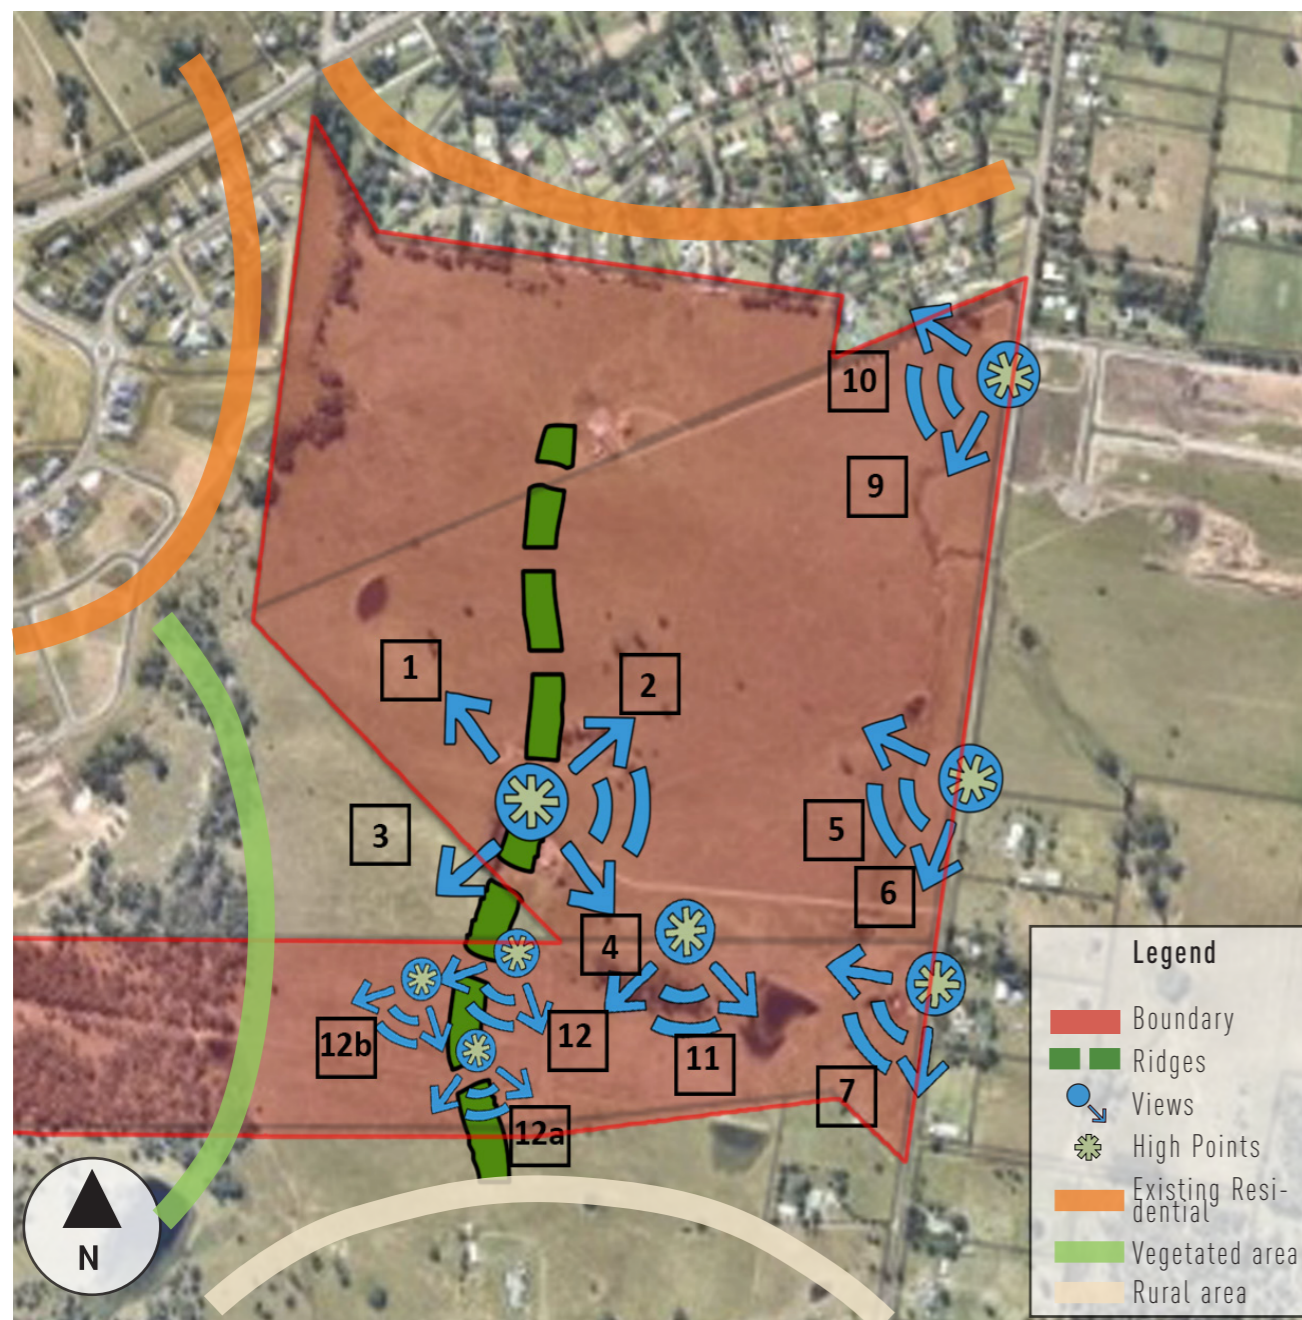 10
9
1
2
3
5
6
4
12
12b
11
7
12a
N
Legend
Boundary
Ridges
Views
High Points
Existing Resi-
dential
Vegetated area
Rural area